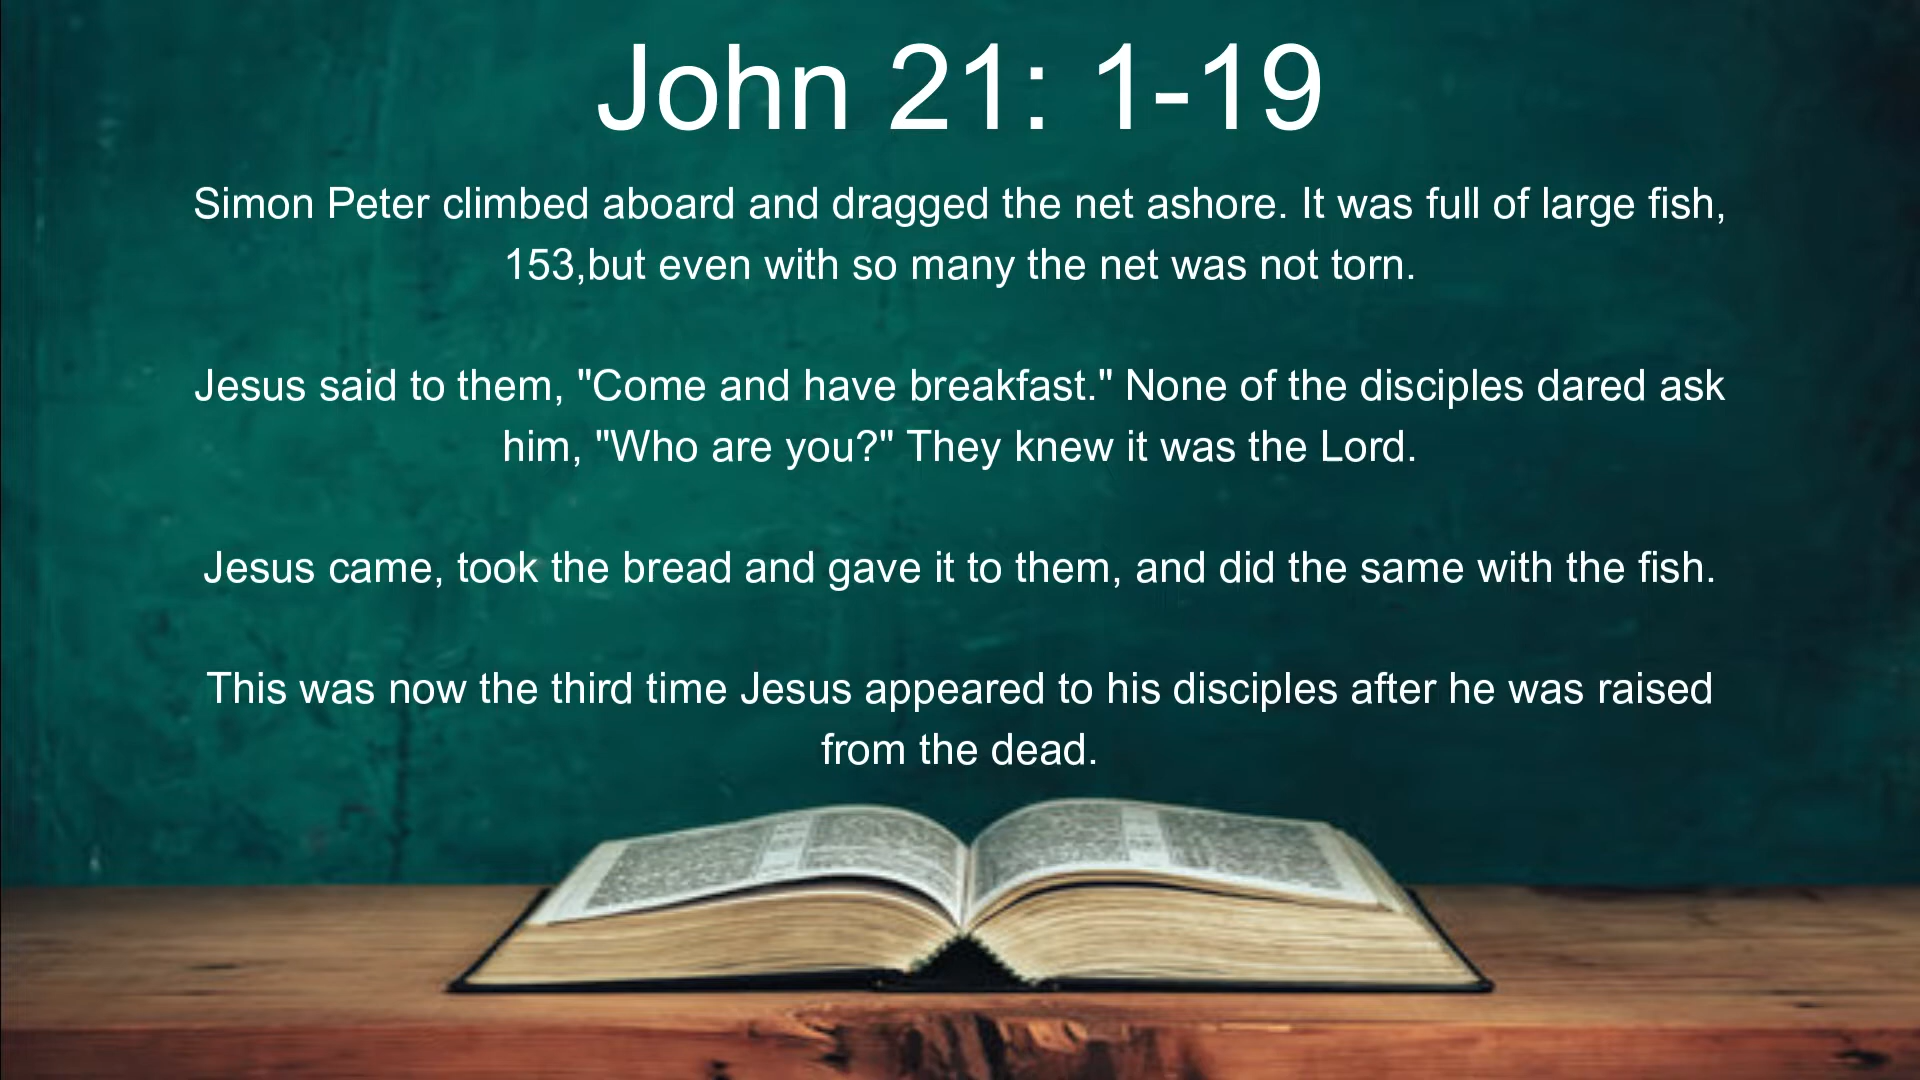 John 21: 1-19
Simon Peter climbed aboard and dragged the net ashore. It was full of large fish,
153,but even with so many the net was not torn.
Jesus said to them, "Come and have breakfast." None of the disciples dared ask
him, "Who are you?" They knew it was the Lord.
Jesus came, took the bread and gave it to them, and did the same with the fish.
This was now the third time Jesus appeared to his disciples after he was raised
from the dead.